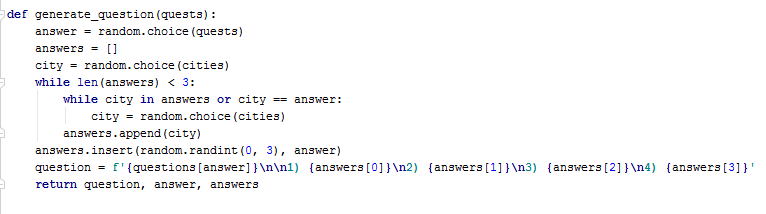 def generate_question(quests):
    answer = random.choice(quests)
    answers = []
    city = random.choice(cities)
    while len(answers) < 3:
        while city in answers or city == answer:
            city = random.choice(cities)
        answers.append(city)
    answers.insert(random.randint(0, 3), answer)
    question = f'{questions[answer]}\n\n1) {answers[0]}\n2) {answers[1]}\n3) {answers[2]}\n4) {answers[3]}'
    return question, answer, answers